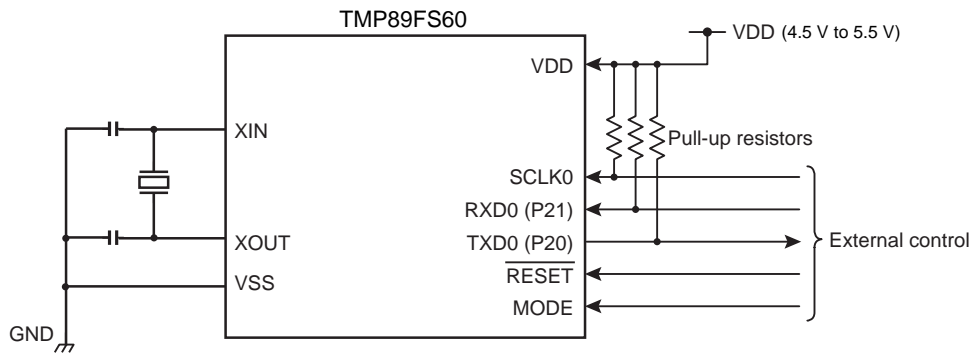 TMP89FS60
VDD (4.5 V to 5.5 V)
VDD
XIN
Pull-up resistors
SCLK0
RXD0 (P21)
XOUT
TXD0 (P20)
External control
VSS
RESET
MODE
GND